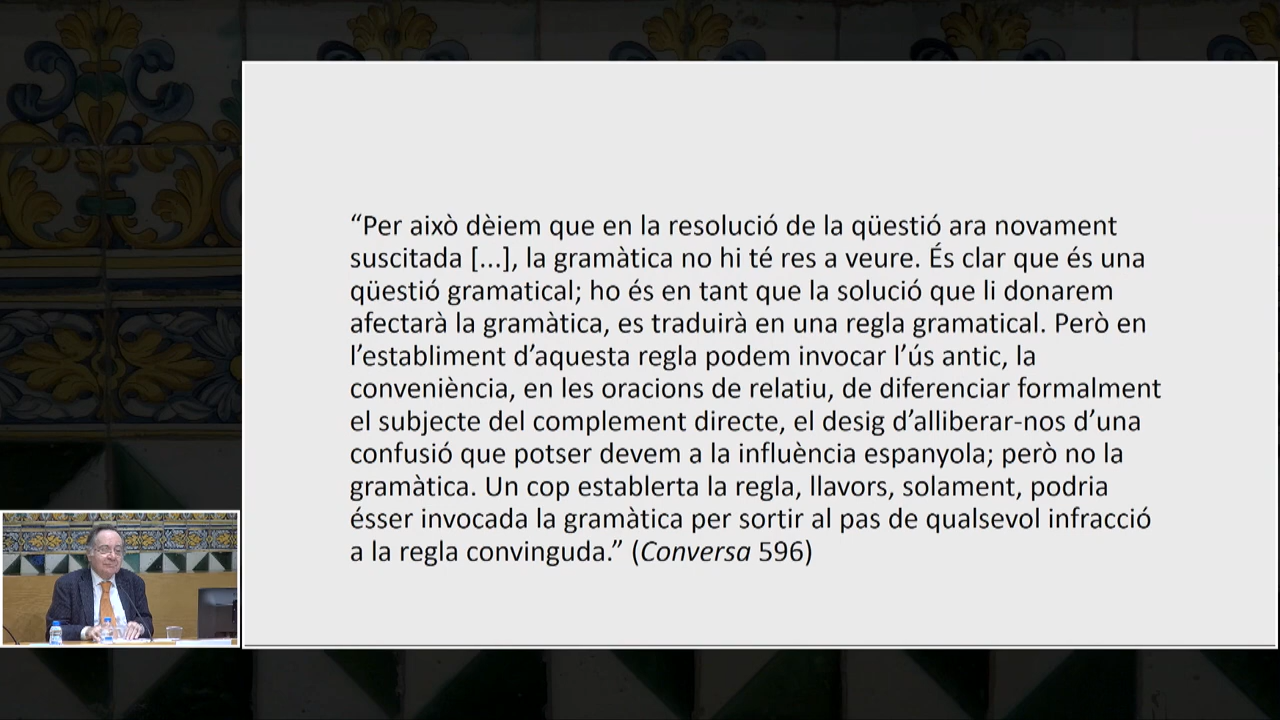 “Per això dèiem que en la resolució de la qüestió ara novament
suscitada [...], la gramàtica no hi té res a veure. És clar que és una
qüestió gramatical; ho és en tant que la solució que li donarem
afectarà la gramàtica, es traduirà en una regla gramatical. Però en
l’establiment d’aquesta regla podem invocar l’ús antic, la
conveniència, en les oracions de relatiu, de diferenciar formalment
el subjecte del complement directe, el desig d’alliberar-nos d’una
confusió que potser devem a la influència espanyola; però no la
gramàtica. Un cop establerta la regla, llavors, solament, podria
ésser invocada la gramàtica per sortir al pas de qualsevol infracció
a la regla convinguda.” (Conversa 596)